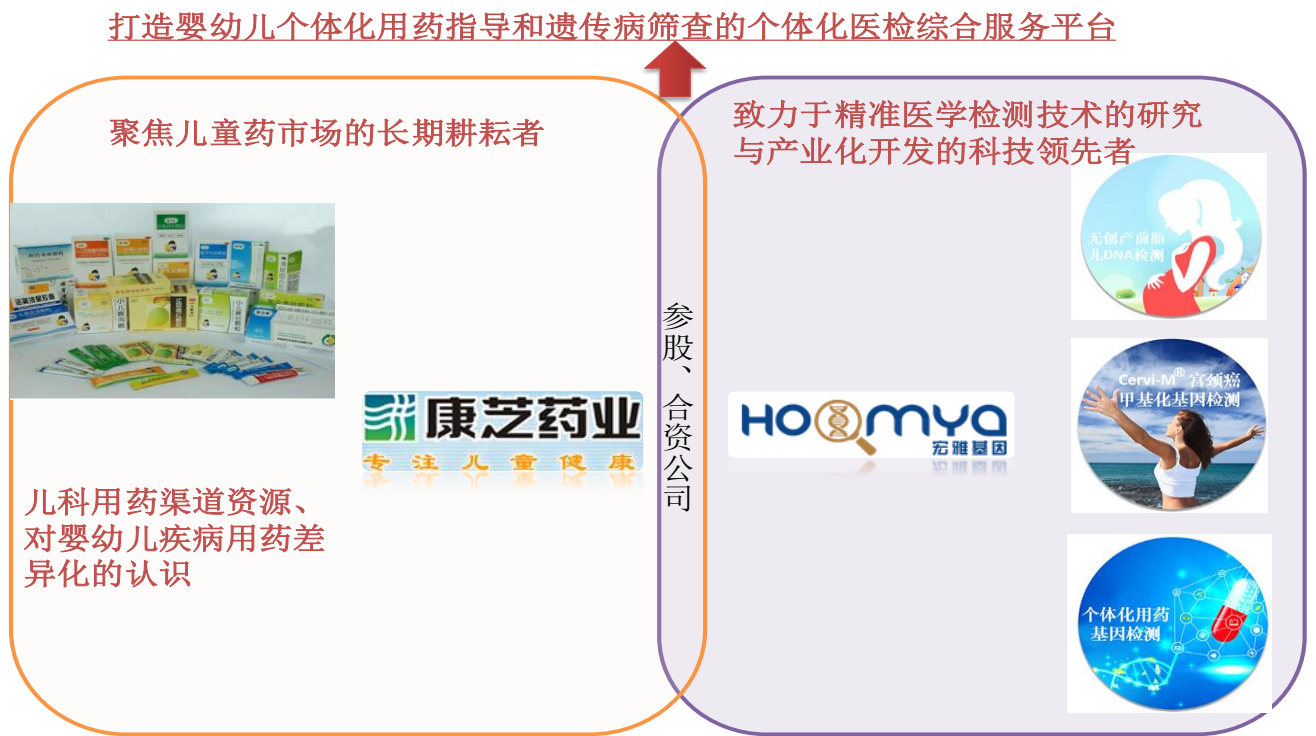 打造婴幼儿个体化用药指导和遗传病筛查的个体化医检综合服务平台
聚焦儿童药市场的长期耕耘者
康芝药业
专注儿童健康
儿科用药渠道资源、
对婴幼儿疾病用药差
异化的认识
参股、合资公司
致力于精准医学检测技术的研究
与产业化开发的科技领先者
HOOMYA
宏雅基因
无创产前胎
儿DNA检测
Cervi-M® 宫颈癌
甲基化基因检测
个体化用药
基因检测